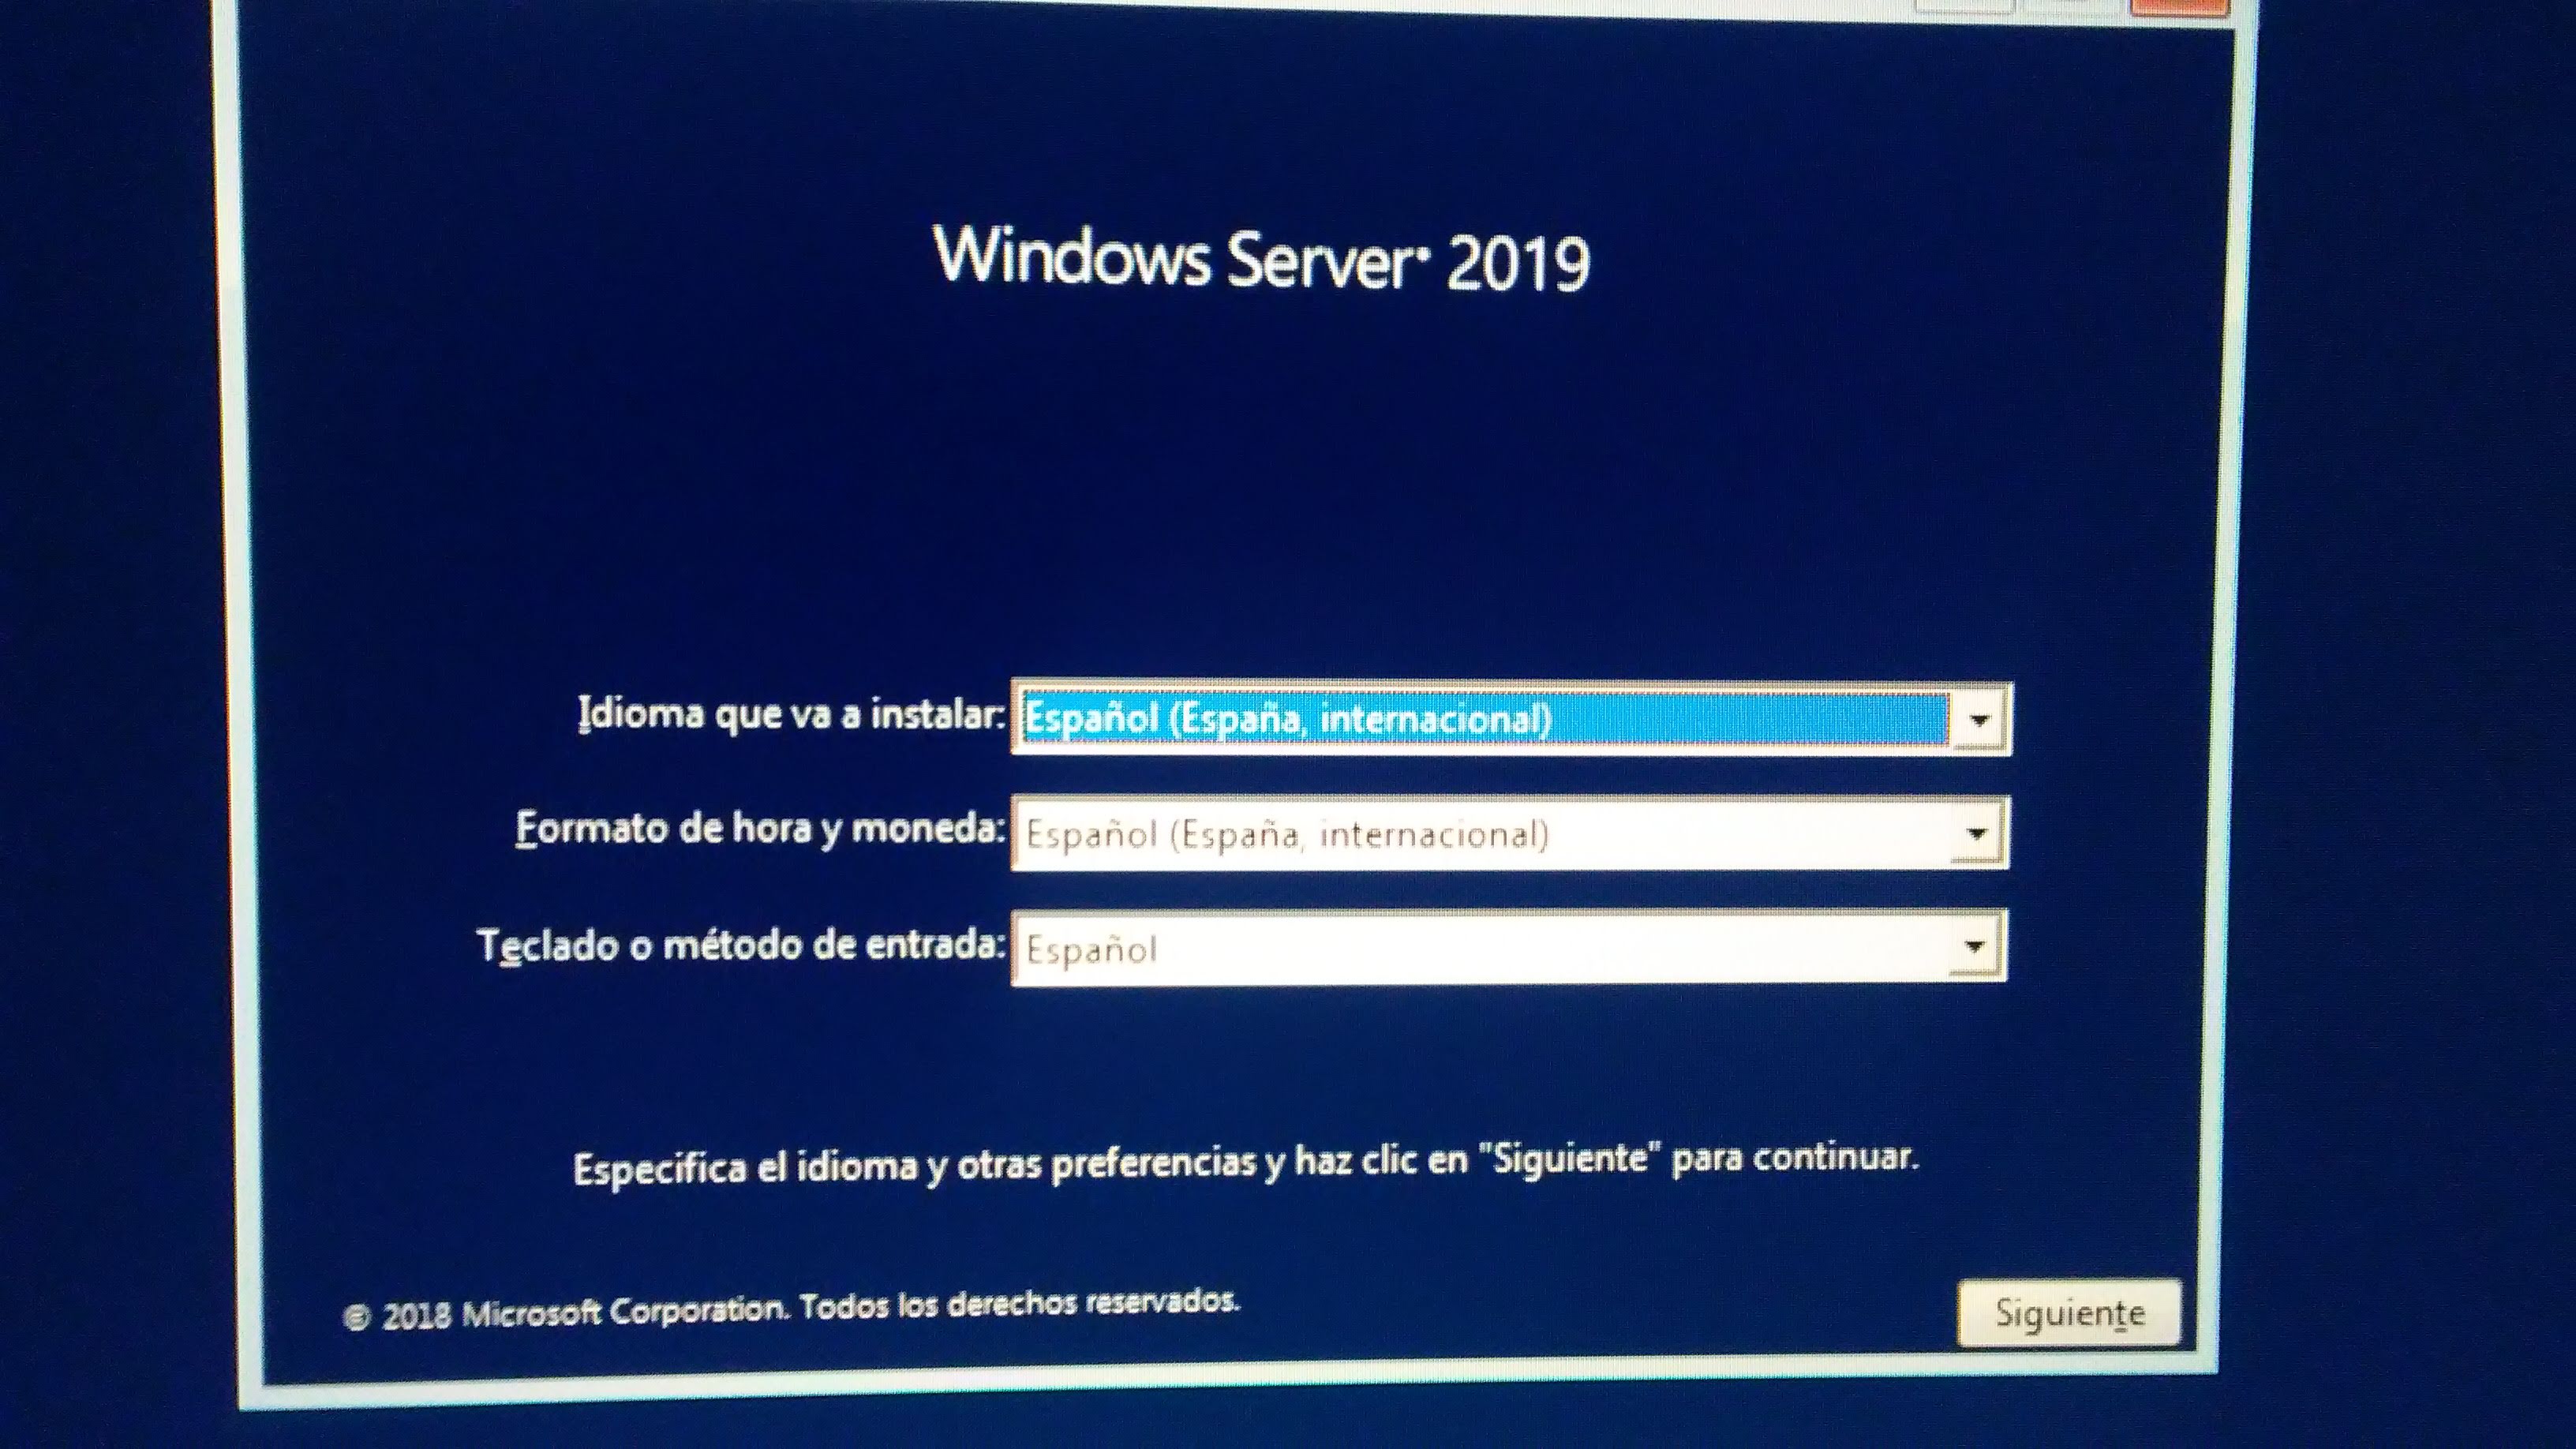 Windows Server® 2019
Idioma que va a instalar: Español (España, internacional)
Formato de hora y moneda: Español (España, internacional)
Teclado o método de entrada: Español
Especifica el idioma y otras preferencias y haz clic en "Siguiente" para continuar.
© 2018 Microsoft Corporation. Todos los derechos reservados.
Siguiente